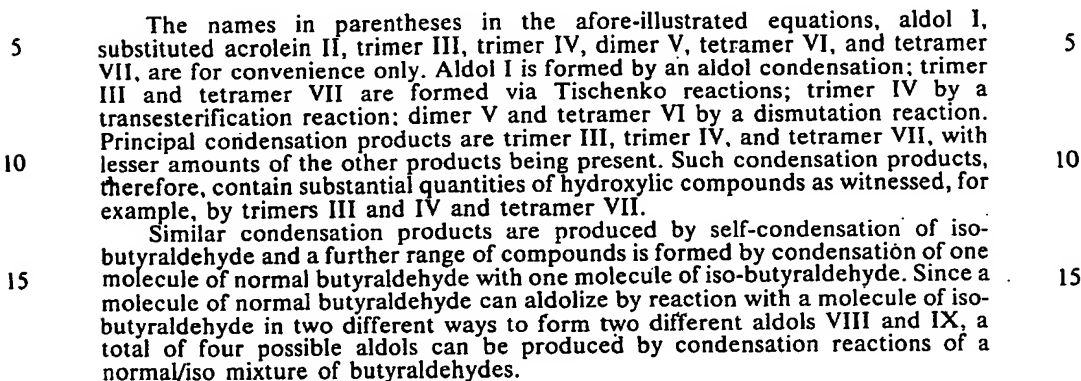 The names in parentheses in the afore-illustrated equations, aldol I,
5 substituted acrolein II, trimer III, trimer IV, dimer V, tetramer VI, and tetramer 5
VII, are for convenience only. Aldol I is formed by an aldol condensation; trimer
III and tetramer VII are formed via Tischenko reactions; trimer IV by a
transesterification reaction; dimer V and tetramer VI by a dismutation reaction.
Principal condensation products are trimer III, trimer IV, and tetramer VII, with
10 lesser amounts of the other products being present. Such condensation products, 10
therefore, contain substantial quantities of hydroxylic compounds as witnessed, for
example, by trimers III and IV and tetramer VII.
Similar condensation products are produced by self-condensation of iso-
butyraldehyde and a further range of compounds is formed by condensation of one
15 molecule of normal butyraldehyde with one molecule of iso-butyraldehyde. Since a 15
molecule of normal butyraldehyde can aldolize by reaction with a molecule of iso-
butyraldehyde in two different ways to form two different aldols VIII and IX, a
total of four possible aldols can be produced by condensation reactions of a
normal/iso mixture of butyraldehydes.